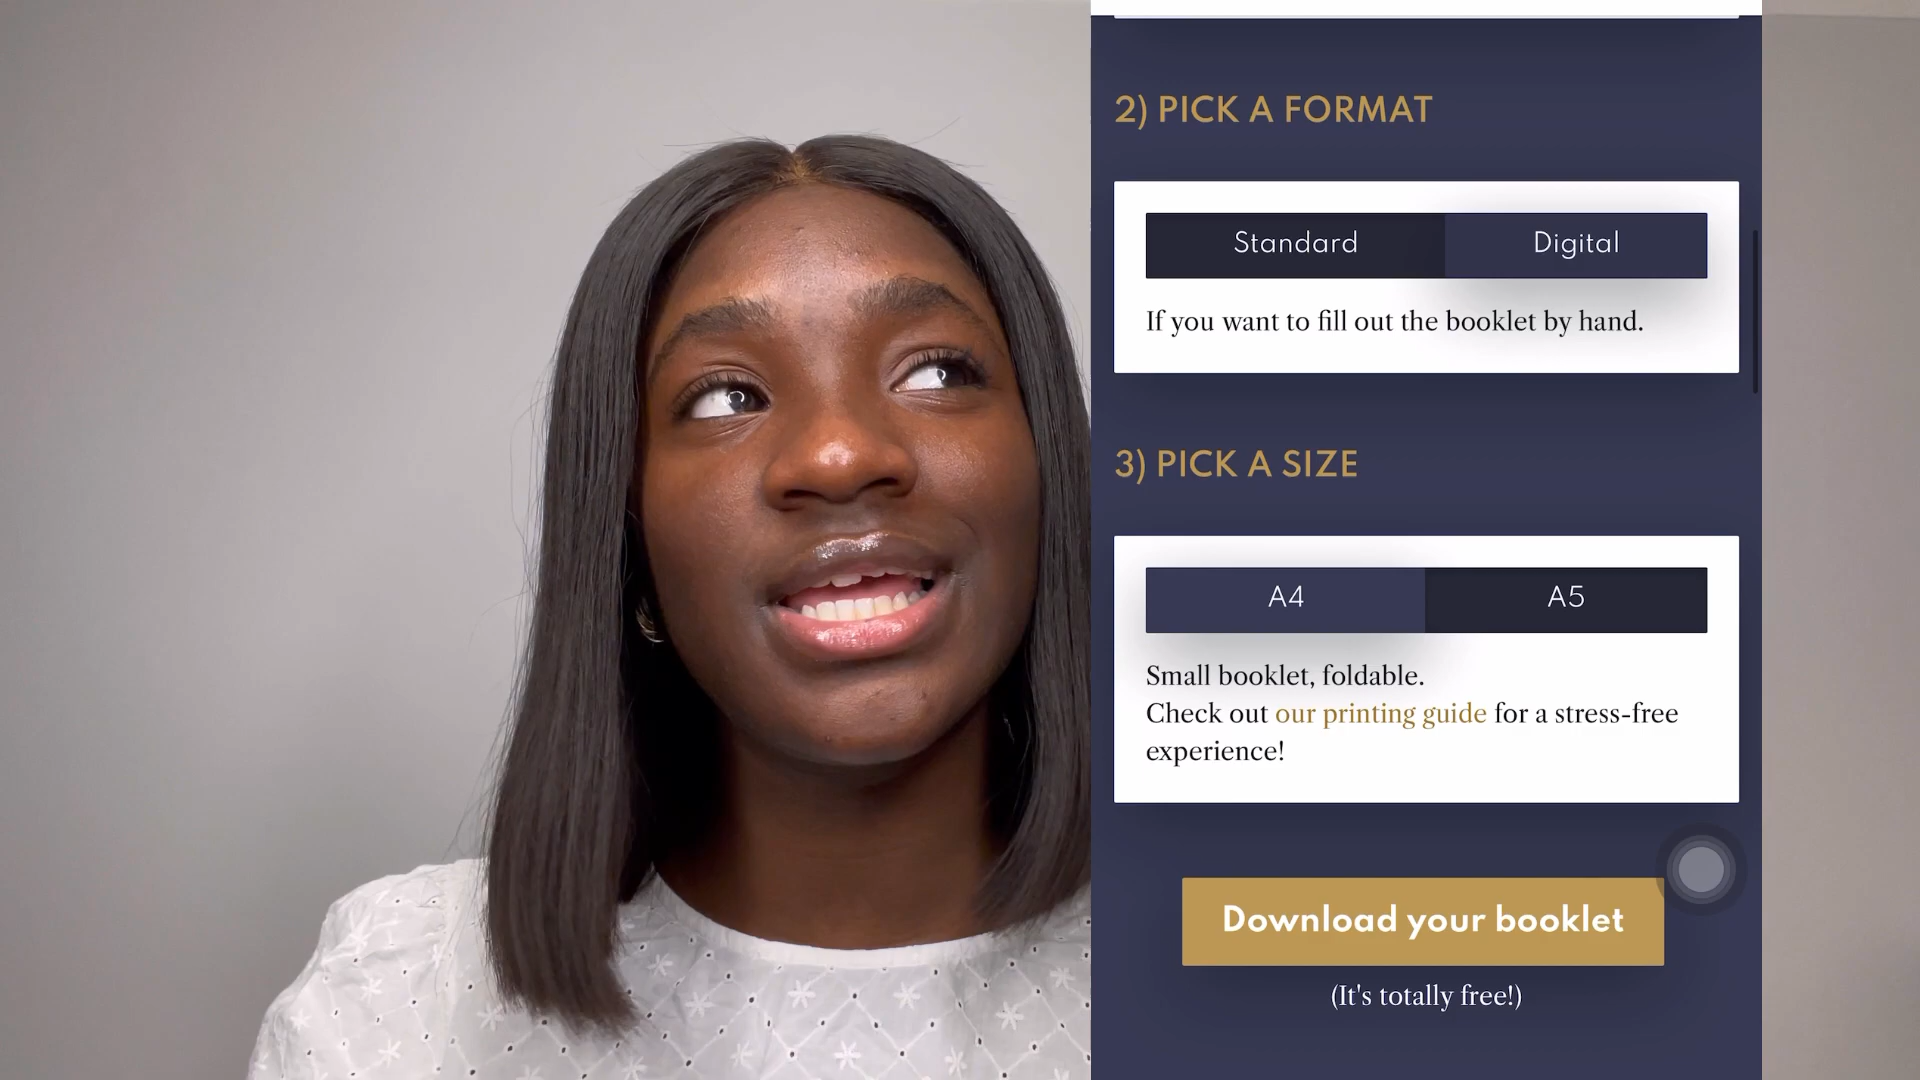 2) PICK A FORMAT
Standard
Digital
If you want to fill out the booklet by hand.
3) PICK A SIZE
A4
A5
Small booklet, foldable.
Check out our printing guide for a stress-free
experience!
Download your booklet
(It's totally free!)